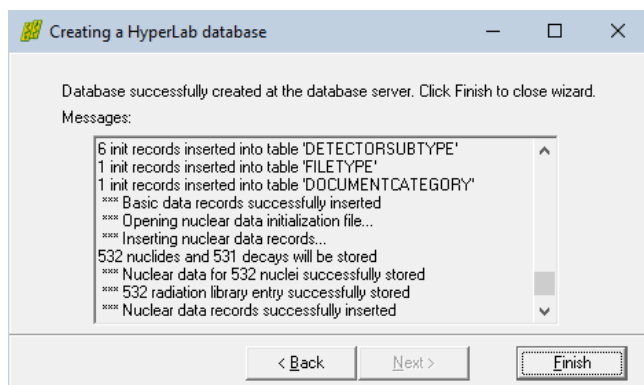 Creating a HyperLab database
Database successfully created at the database server. Click Finish to close wizard.
Messages:
6 init records inserted into table 'DETECTORSUBTYPE'
1 init records inserted into table 'FILETYPE'
1 init records inserted into table 'DOCUMENTCATEGORY'
*** Basic data records successfully inserted
*** Opening nuclear data initialization file...
*** Inserting nuclear data records...
532 nuclides and 531 decays will be stored
*** Nuclear data for 532 nuclei successfully stored
*** 532 radiation library entry successfully stored
*** Nuclear data records successfully inserted
< Back Next > Finish